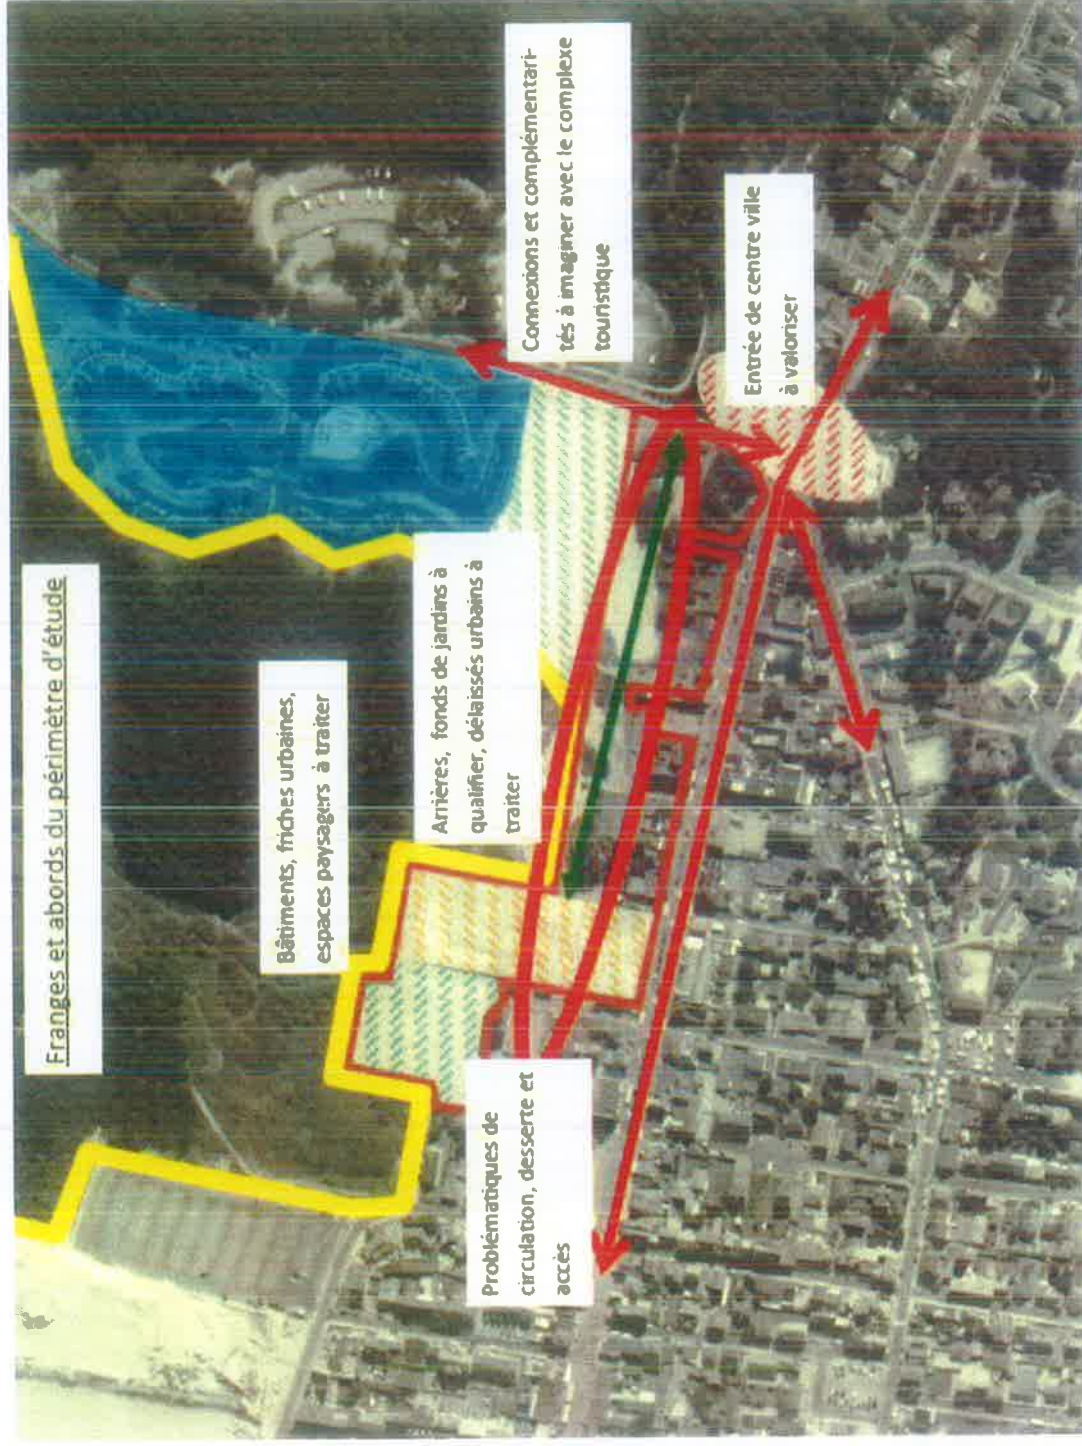 Franges et abords du périmètre d'étude
Bâtiments, friches urbaines,
espaces paysagers à traiter
Arrières, fonds de jardins à
qualifier, délaissés urbains à
traiter
Connexions et complémentari-
tés à imaginer avec le complexe
touristique
Problématiques de
circulation, desserte et
accès
Entrée de centre ville
à valoriser